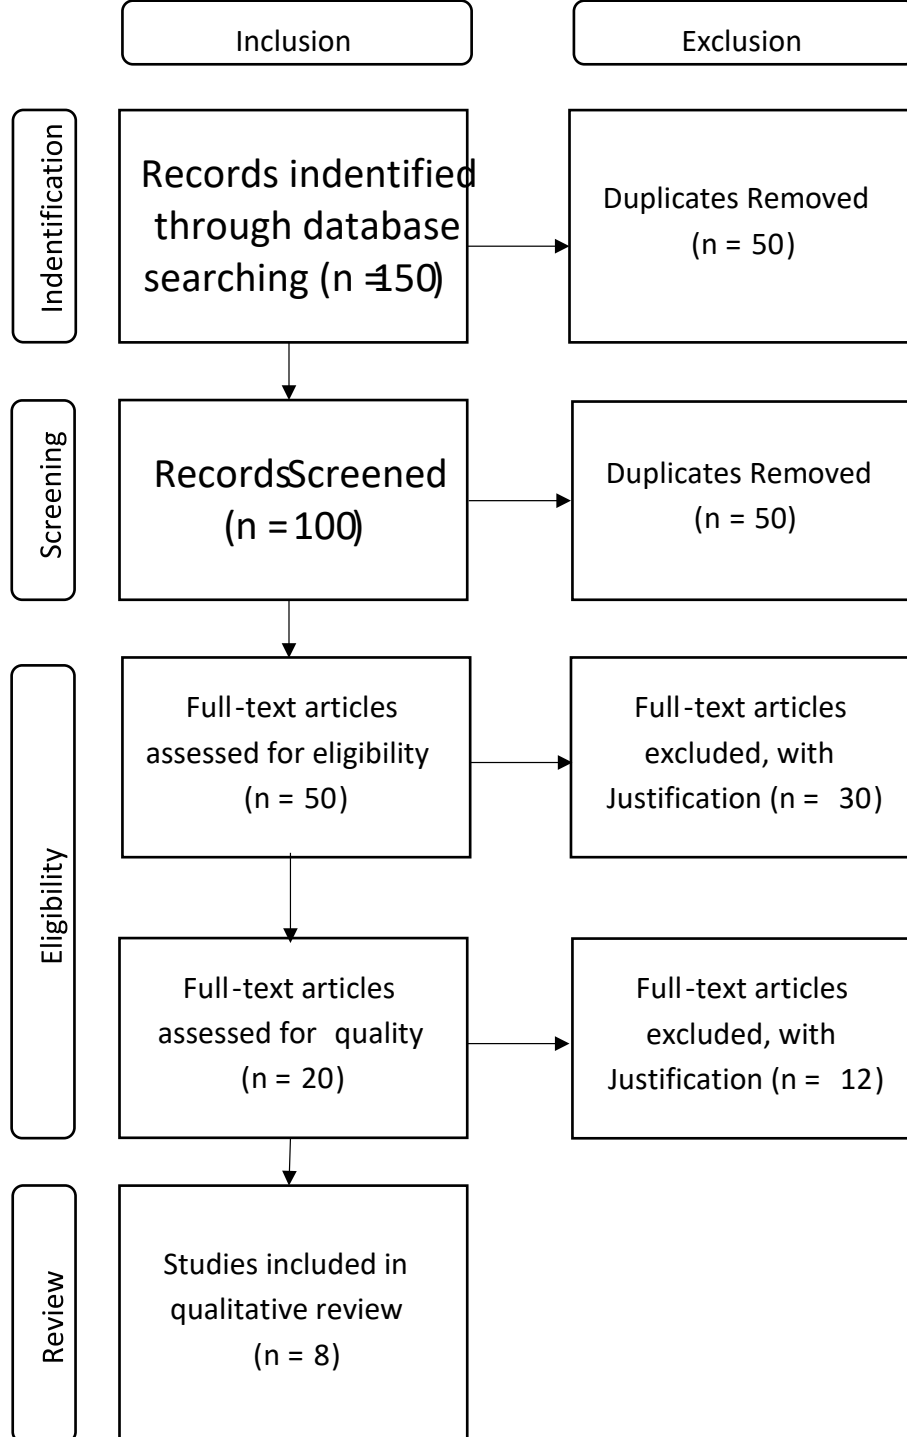 Inclusion
Exclusion
Indentification
Records indentified
through database
searching (n =150)
Duplicates Removed
(n = 50)
Screening
Records Screened
(n = 100)
Duplicates Removed
(n = 50)
Eligibility
Full-text articles
assessed for eligibility
(n = 50)
Full-text articles
excluded, with
Justification (n = 30)
Full-text articles
assessed for quality
(n = 20)
Full-text articles
excluded, with
Justification (n = 12)
Review
Studies included in
qualitative review
(n = 8)